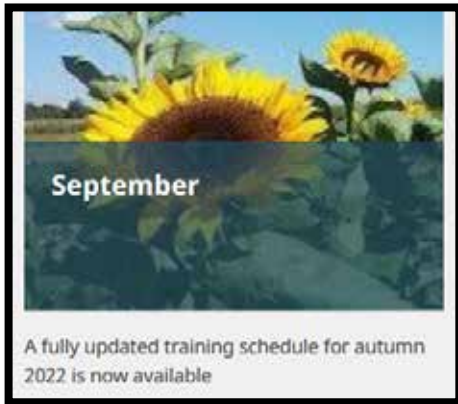 September
A fully updated training schedule for autumn
2022 is now available